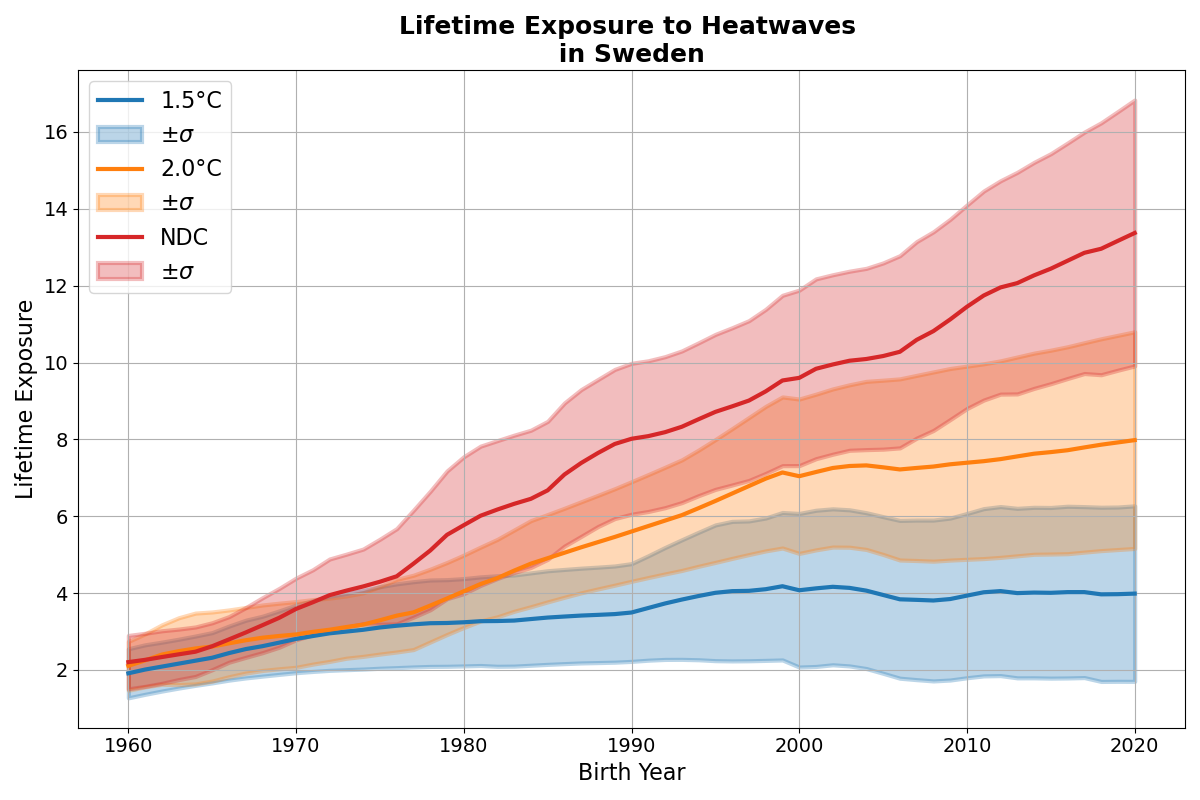 Lifetime Exposure to Heatwaves
in Sweden
1.5°C
±σ
2.0°C
±σ
NDC
±σ
Lifetime Exposure
16
14
12
10
8
6
4
2
1960 1970 1980 1990 2000 2010 2020
Birth Year